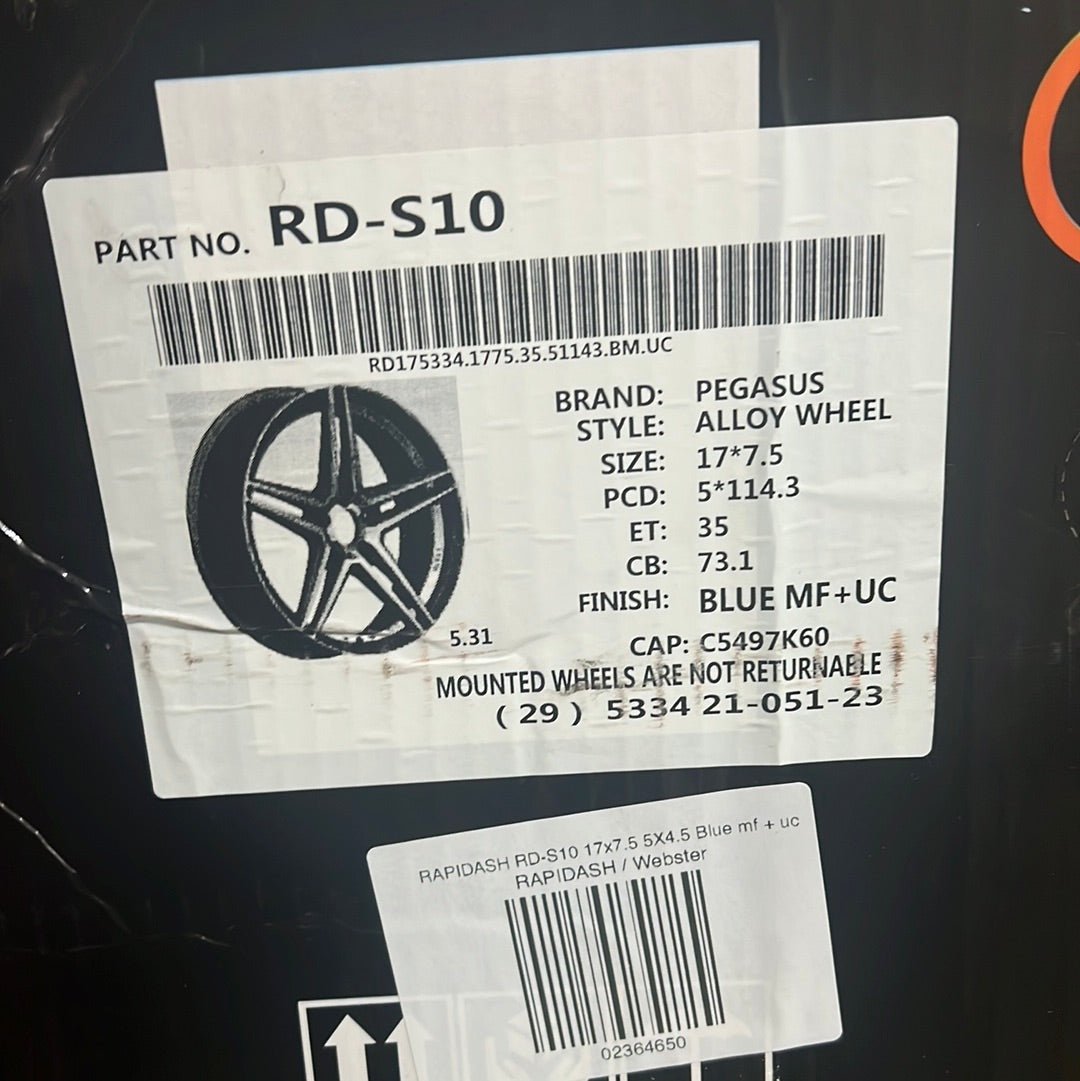 PART NO. RD-S10
RD175334.1775.35.51143.BM.UC
BRAND: PEGASUS
STYLE: ALLOY WHEEL
SIZE: 17*7.5
PCD: 5*114.3
ET: 35
CB: 73.1
FINISH: BLUE MF+UC
5.31
CAP: C5497K60
MOUNTED WHEELS ARE NOT RETURNABLE
( 29 ) 5334 21-051-23
RAPIDASH RD-S10 17x7.5 5X4.5 Blue mf + uc
RAPIDASH / Webster
02364650